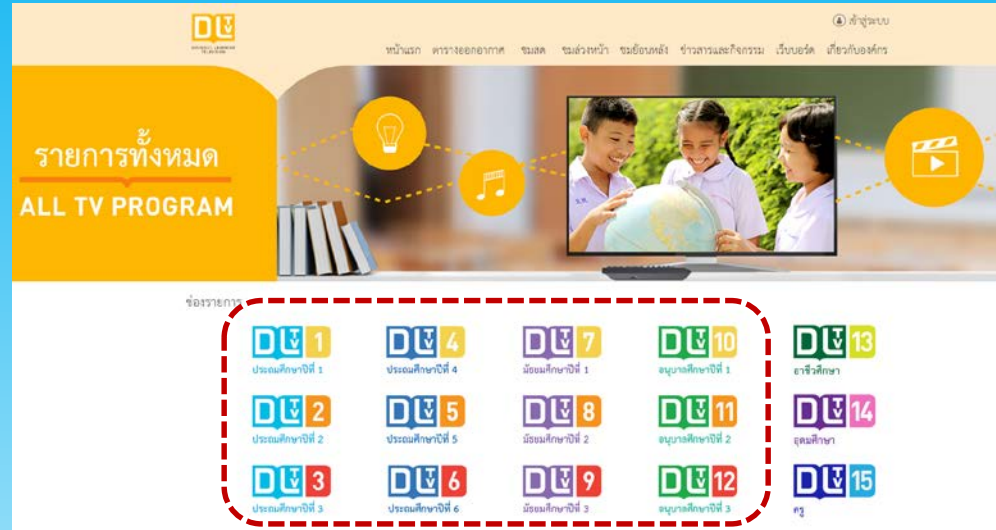 DLTV
DISTANCE LEARNING
TELEVISION
เข้าสู่ระบบ
หน้าแรก ตารางออกอากาศ ชมสด ชมล่วงหน้า ชมย้อนหลัง ข่าวสารและกิจกรรม เว็บบอร์ด เกี่ยวกับองค์กร
รายการทั้งหมด
ALL TV PROGRAM
ช่องรายการ
DLTV 1 DLTV 4 DLTV 7 DLTV 10 DLTV 13
ประถมศึกษาปีที่ 1 ประถมศึกษาปีที่ 4 มัธยมศึกษาปีที่ 1 อนุบาลศึกษาปีที่ 1 อาชีวศึกษา
DLTV 2 DLTV 5 DLTV 8 DLTV 11 DLTV 14
ประถมศึกษาปีที่ 2 ประถมศึกษาปีที่ 5 มัธยมศึกษาปีที่ 2 อนุบาลศึกษาปีที่ 2 อุดมศึกษา
DLTV 3 DLTV 6 DLTV 9 DLTV 12 DLTV 15
ประถมศึกษาปีที่ 3 ประถมศึกษาปีที่ 6 มัธยมศึกษาปีที่ 3 อนุบาลศึกษาปีที่ 3 ครู